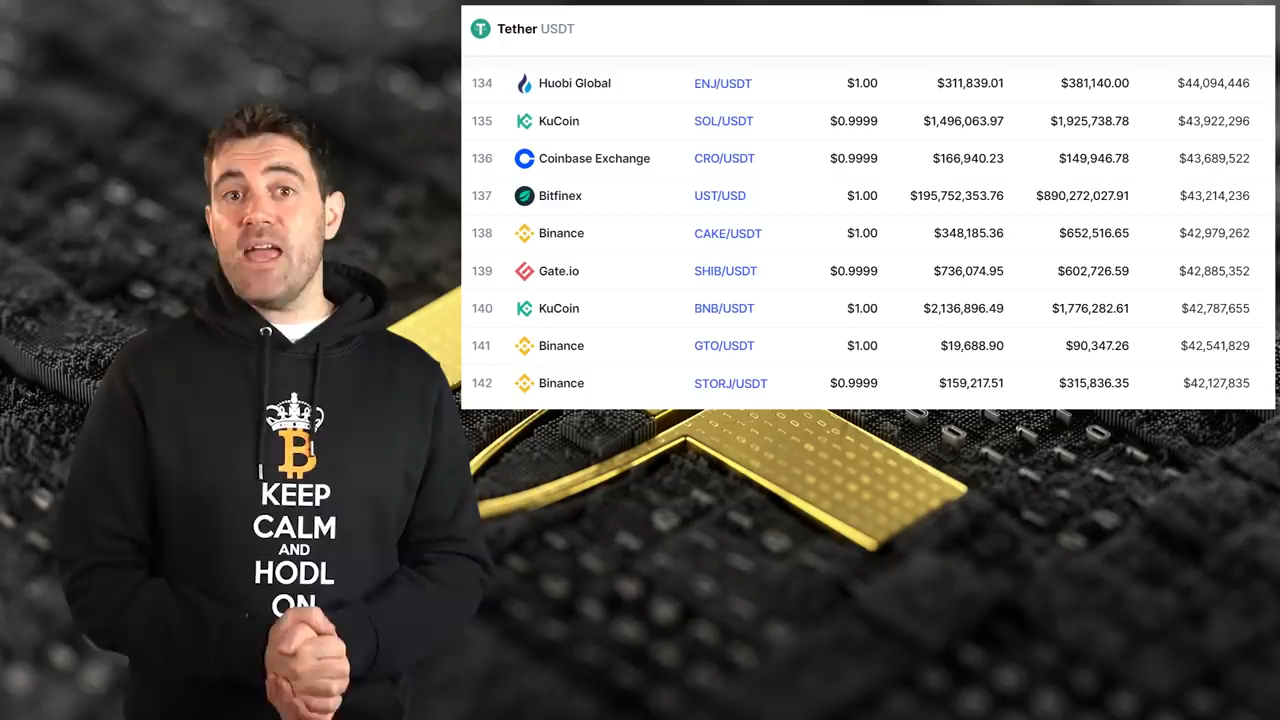 Tether USDT
134 Huobi Global ENJ/USDT $1.00 $311,839.01 $381,140.00 $44,094,446
135 KuCoin SOL/USDT $0.9999 $1,496,063.97 $1,925,738.78 $43,922,296
136 Coinbase Exchange CRO/USDT $0.9999 $166,940.23 $149,946.78 $43,689,522
137 Bitfinex UST/USD $1.00 $195,752,353.76 $890,272,027.91 $43,214,236
138 Binance CAKE/USDT $1.00 $348,185.36 $652,516.65 $42,979,262
139 Gate.io SHIB/USDT $0.9999 $736,074.95 $602,726.59 $42,885,352
140 KuCoin BNB/USDT $1.00 $2,136,896.49 $1,776,282.61 $42,787,655
141 Binance GTO/USDT $1.00 $19,688.90 $90,347.26 $42,541,829
142 Binance STORJ/USDT $0.9999 $159,217.51 $315,836.35 $42,127,835
KEEP
CALM
AND
HODL
ON